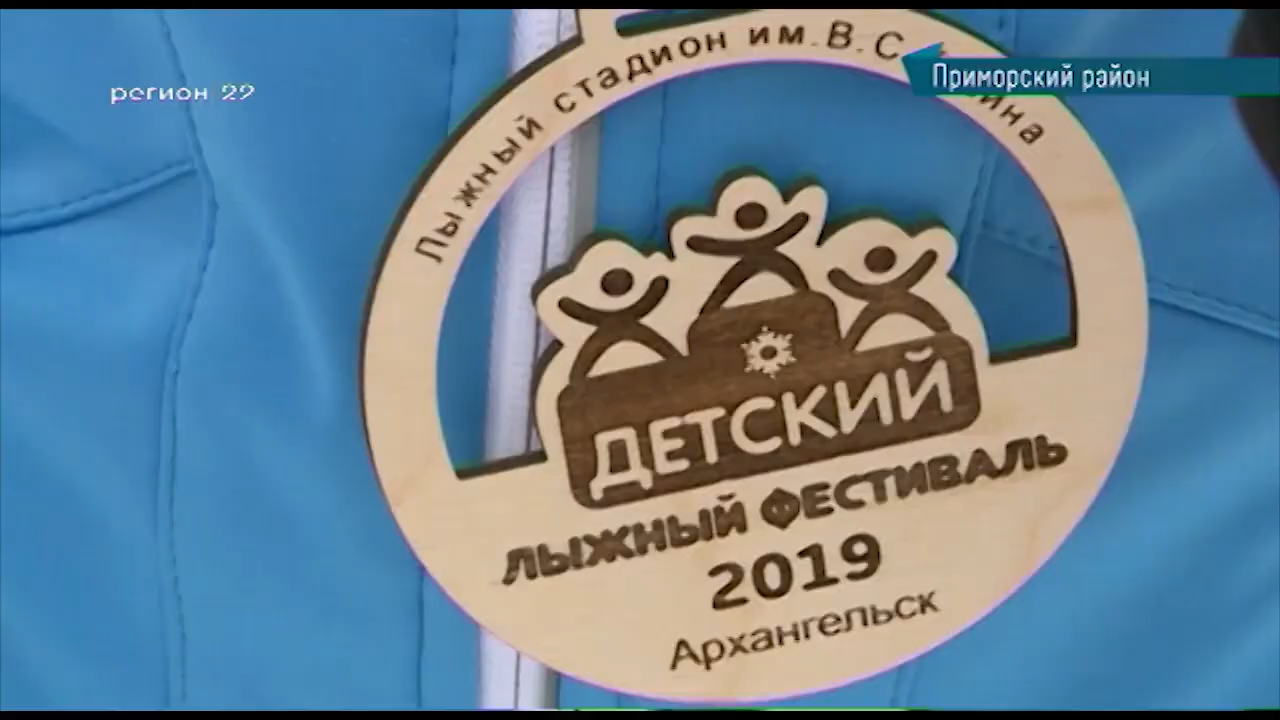 регион 29
Приморский район
Лыжный стадион им.В.С.
ДЕТСКИЙ
ЛЫЖНЫЙ ФЕСТИВАЛЬ
2019
Архангельск